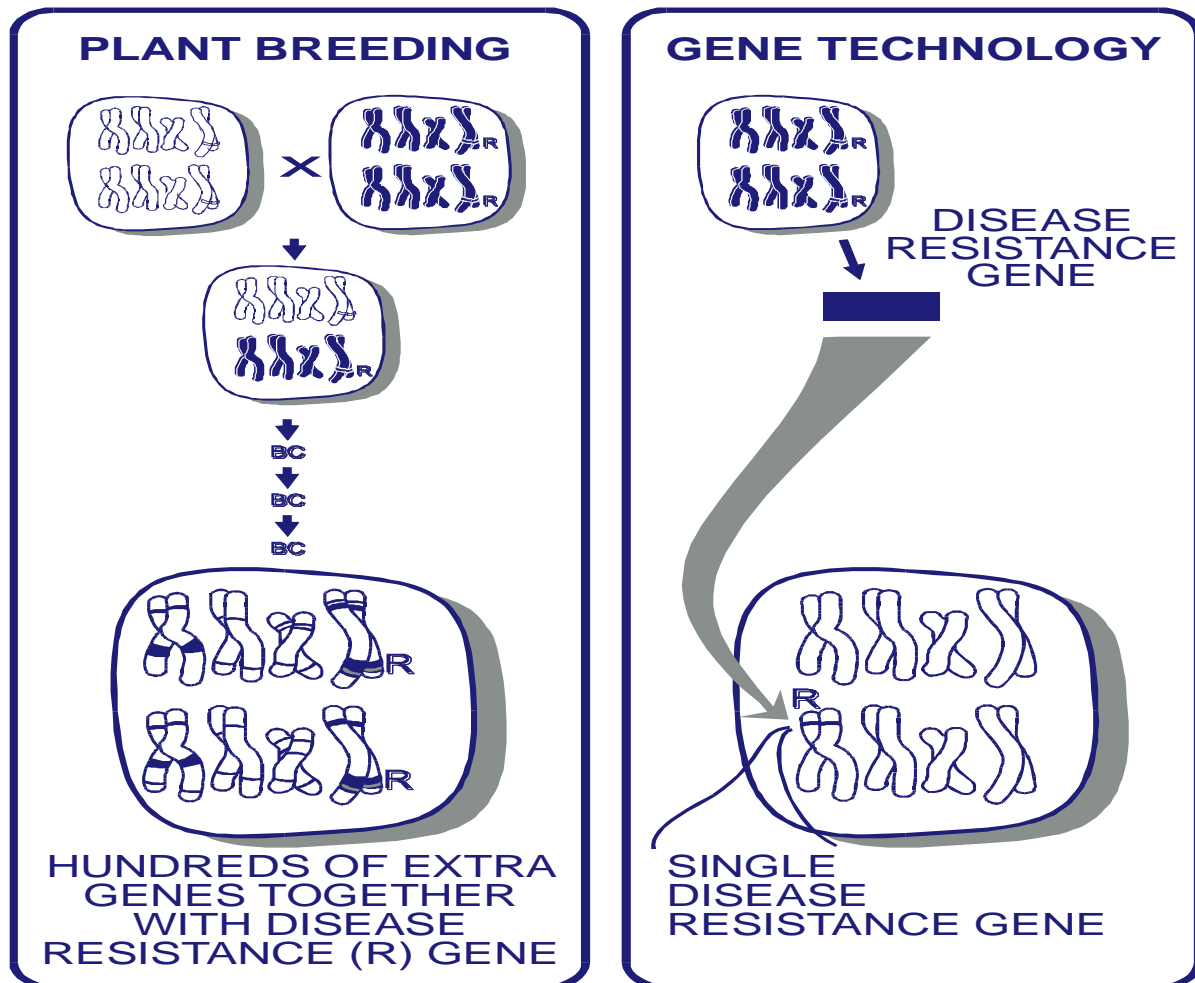 PLANT BREEDING
R
X
R
R
BC
BC
BC
R
R
HUNDREDS OF EXTRA
GENES TOGETHER
WITH DISEASE
RESISTANCE (R) GENE
GENE TECHNOLOGY
R
R
DISEASE
RESISTANCE
GENE
R
SINGLE
DISEASE
RESISTANCE GENE